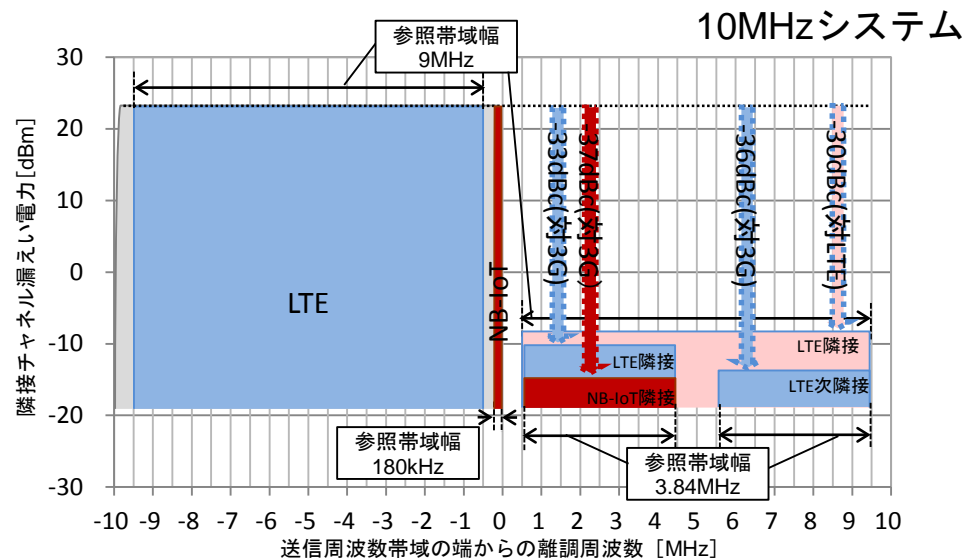 10MHzシステム
参照帯域幅
9MHz
30
20
10
0
-10
-20
-30
隣接チャネル漏えい電力[dBm]
LTE
NB-IoT
-33dBc(対3G)
-37dBc(対3G)
-36dBc(対3G)
-30dBc(対LTE)
LTE隣接
LTE隣接
NB-IoT隣接
LTE次隣接
参照帯域幅
180kHz
参照帯域幅
3.84MHz
-10 -9 -8 -7 -6 -5 -4 -3 -2 -1 0 1 2 3 4 5 6 7 8 9 10
送信周波数帯域の端からの離調周波数［MHz］